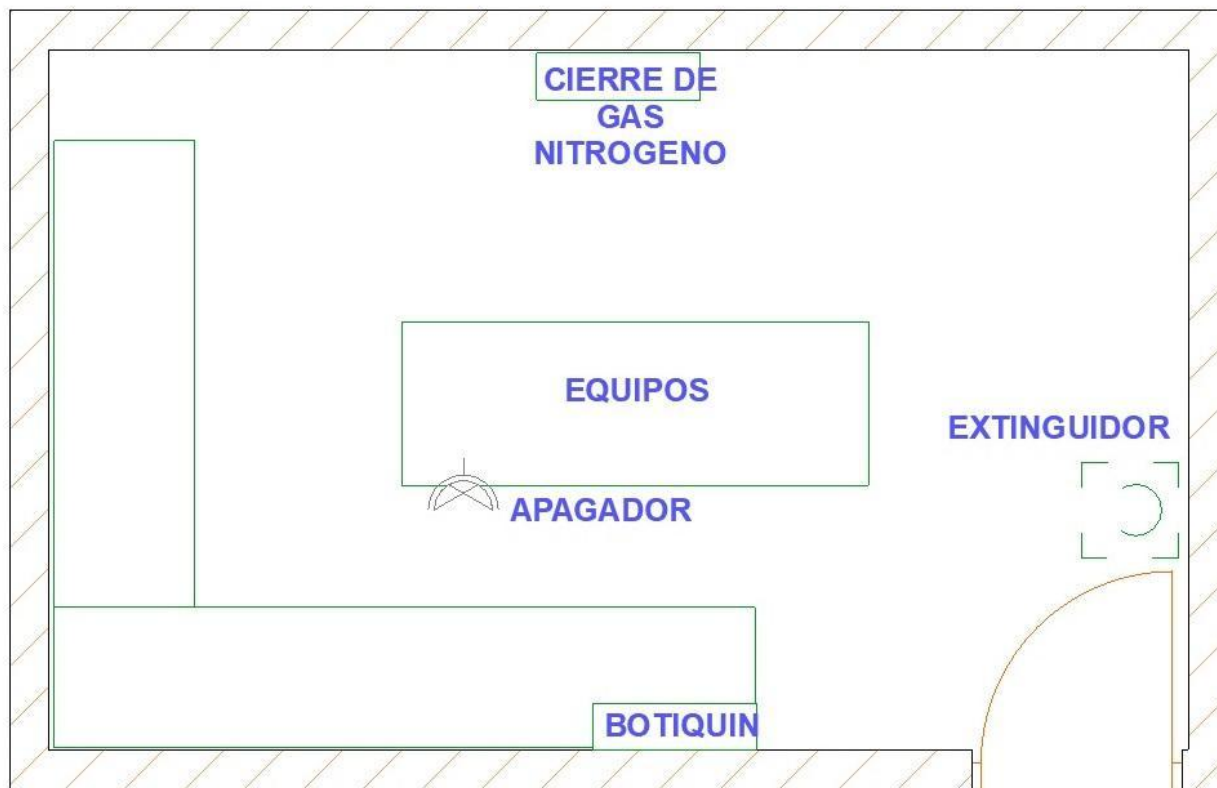 CIERRE DE
GAS
NITROGENO
EQUIPOS
EXTINGUIDOR
APAGADOR
BOTIQUIN